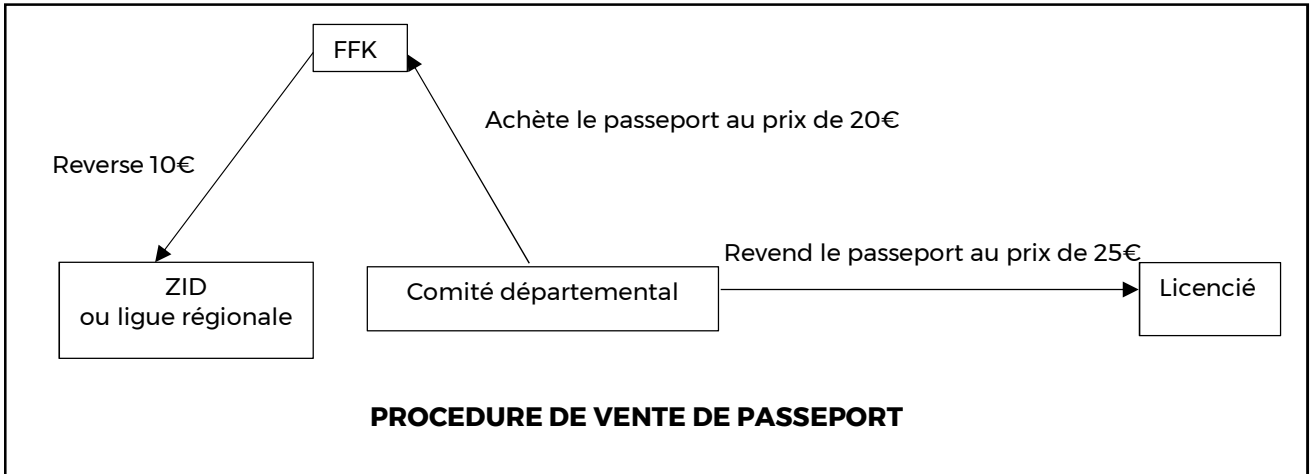 FFK
Achète le passeport au prix de 20€
Reverse 10€
Revend le passeport au prix de 25€
ZID
ou ligue régionale
Comité départemental
Licencié
PROCEDURE DE VENTE DE PASSEPORT